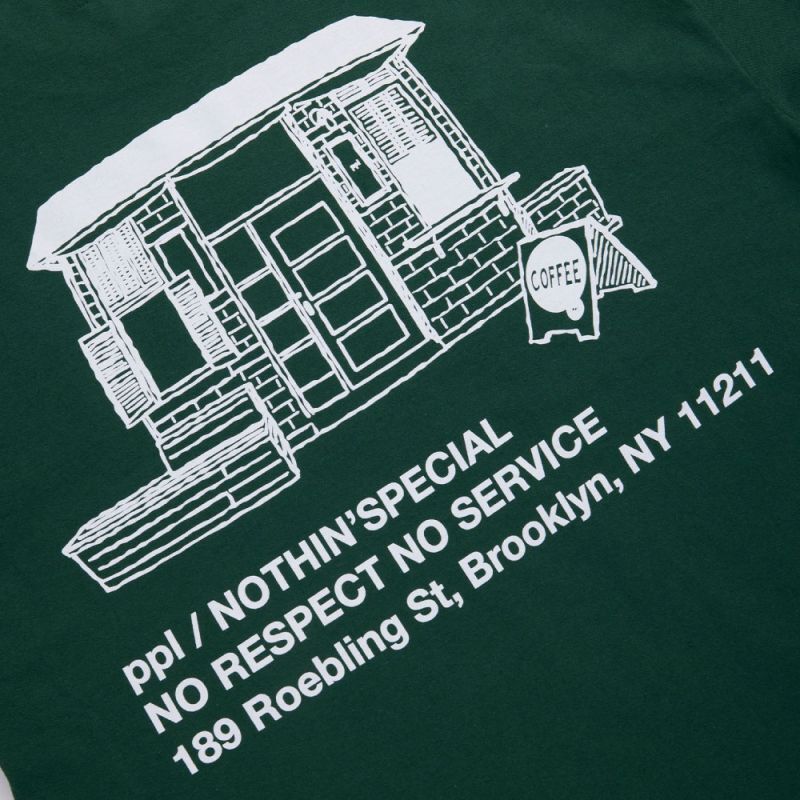 COFFEE
ppl / NOTHIN'SPECIAL
NO RESPECT NO SERVICE
189 Roebling St, Brooklyn, NY 11211